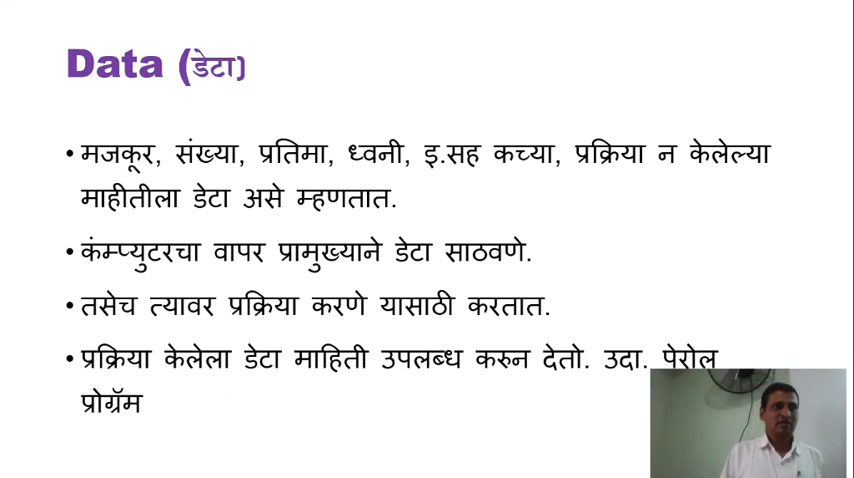 Data (डेटा)
• मजकूर, संख्या, प्रतिमा, ध्वनी, इ.सह कच्या, प्रक्रिया न केलेल्या
माहीतीला डेटा असे म्हणतात.
• कंम्प्युटरचा वापर प्रामुख्याने डेटा साठवणे.
• तसेच त्यावर प्रक्रिया करणे यासाठी करतात.
• प्रक्रिया केलेला डेटा माहिती उपलब्ध करुन देतो. उदा. पेरोल
प्रोग्रॅम